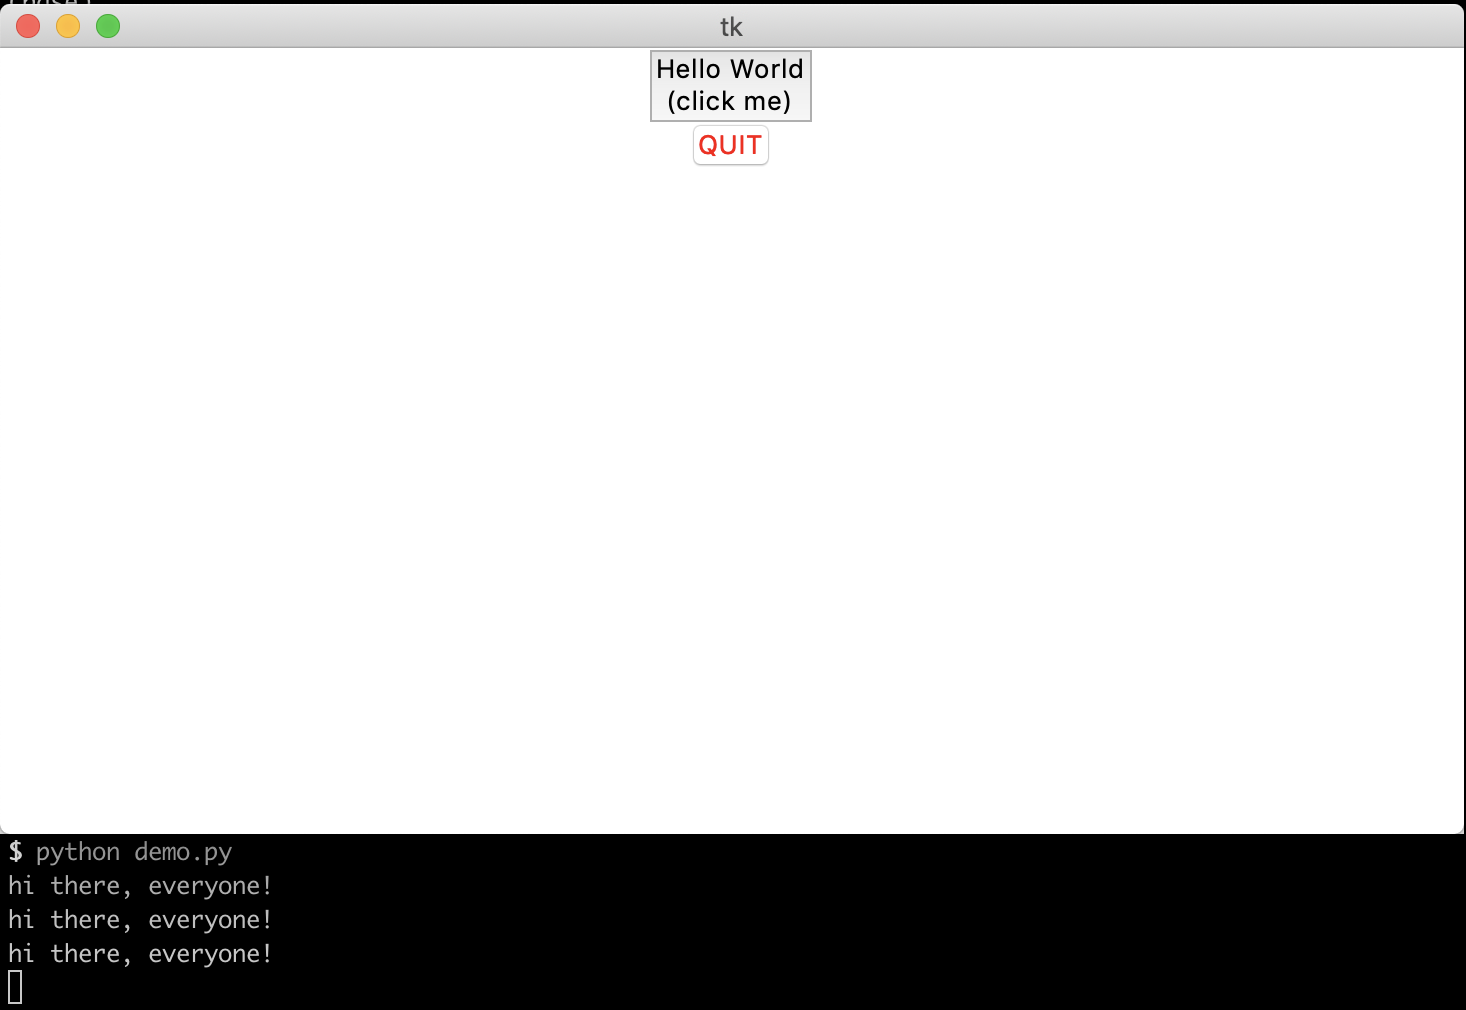 tk
Hello World
(click me)
QUIT
$ python demo.py
hi there, everyone!
hi there, everyone!
hi there, everyone!